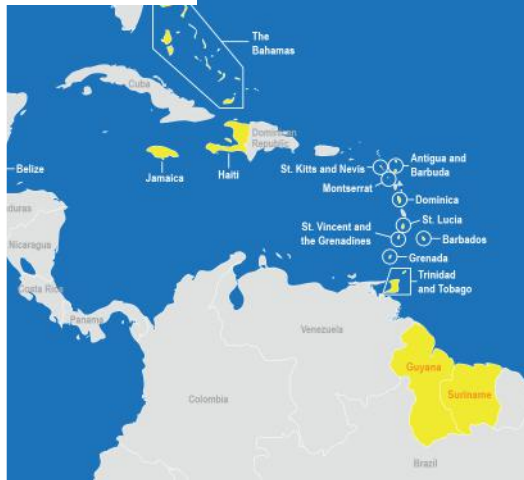 The
Bahamas
Cuba
Dominican
Republic
Haiti
Jamaica
Belize
St. Kitts and Nevis
Antigua and
Barbuda
Montserrat
Dominica
St. Lucia
St. Vincent and
the Grenadines
Barbados
Grenada
Trinidad
and Tobago
nduras
Nicaragua
Costa Rica
Panama
Venezuela
Guyana
Suriname
Colombia
Brazil